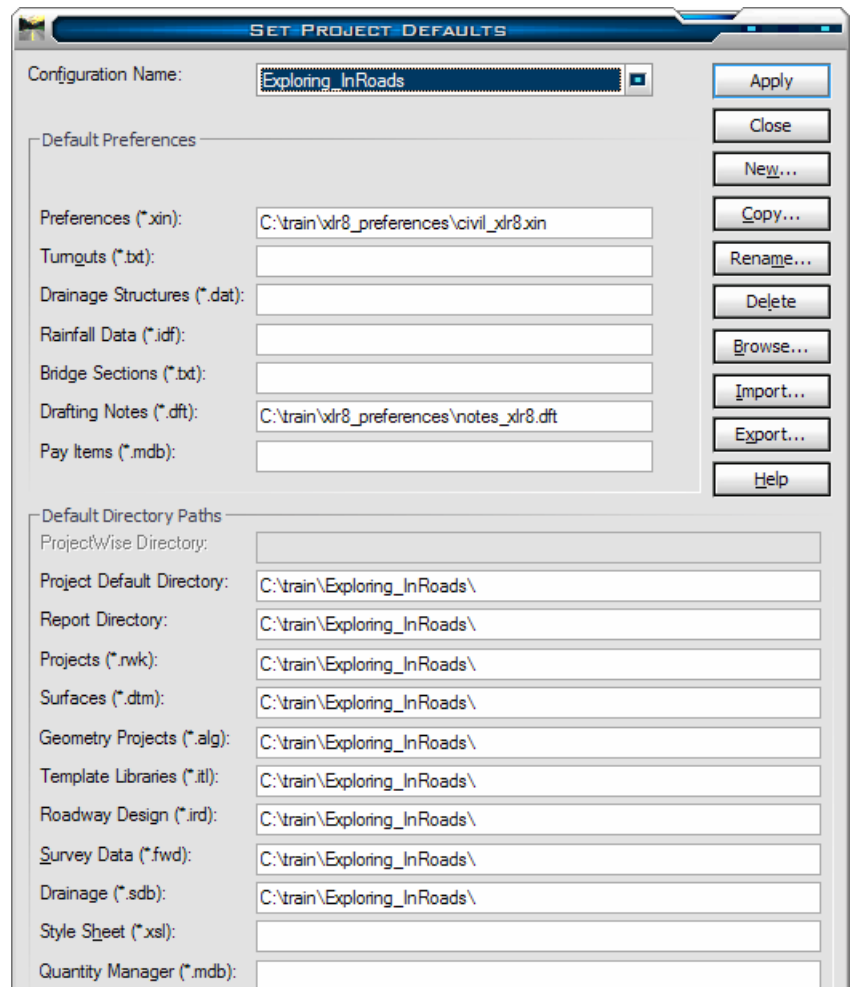 SET PROJECT DEFAULTS
Configuration Name: Exploring_InRoads
Apply
Close
New...
Copy...
Rename...
Delete
Browse...
Import...
Export...
Help
Default Preferences
Preferences (*.xin): C:\train\xlr8_preferences\civil_xlr8.xin
Turnouts (*.txt):
Drainage Structures (*.dat):
Rainfall Data (*.idf):
Bridge Sections (*.txt):
Drafting Notes (*.dft): C:\train\xlr8_preferences\notes_xlr8.dft
Pay Items (*.mdb):
Default Directory Paths
ProjectWise Directory:
Project Default Directory: C:\train\Exploring_InRoads\
Report Directory: C:\train\Exploring_InRoads\
Projects (*.rwk): C:\train\Exploring_InRoads\
Surfaces (*.dtm): C:\train\Exploring_InRoads\
Geometry Projects (*.alg): C:\train\Exploring_InRoads\
Template Libraries (*.itl): C:\train\Exploring_InRoads\
Roadway Design (*.ird): C:\train\Exploring_InRoads\
Survey Data (*.fwd): C:\train\Exploring_InRoads\
Drainage (*.sdb): C:\train\Exploring_InRoads\
Style Sheet (*.xsl):
Quantity Manager (*.mdb):